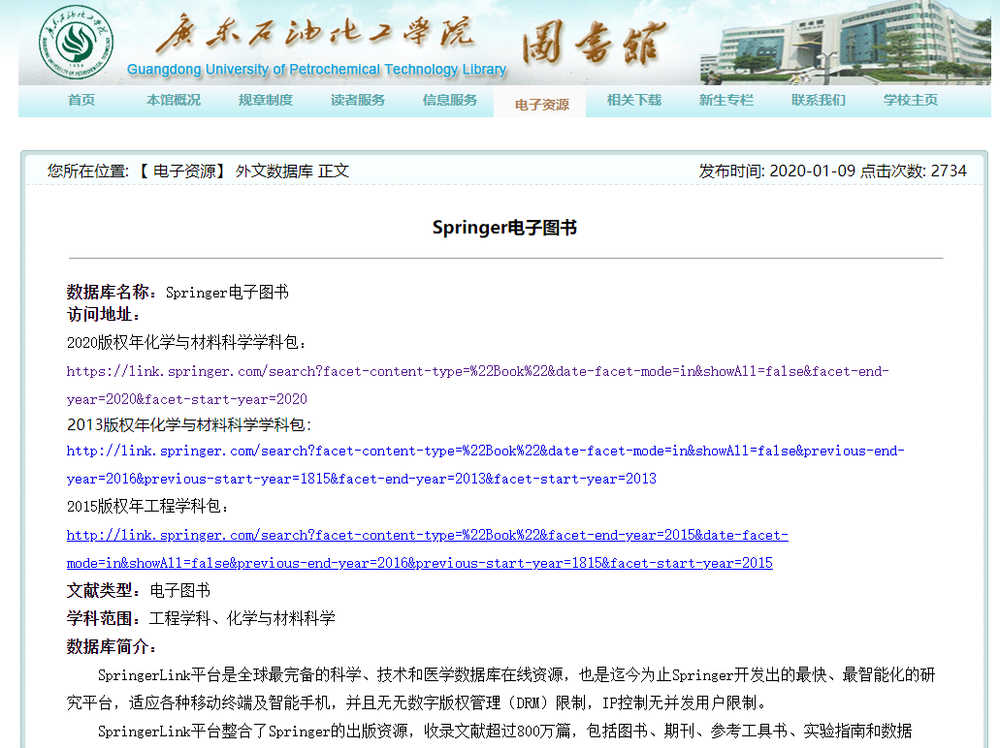 廣东石油化工學院 圖書館
Guangdong University of Petrochemical Technology Library
首页 本馆概况 规章制度 读者服务 信息服务 电子资源 相关下载 新生专栏 联系我们 学校主页
您所在位置: 【 电子资源】 外文数据库 正文 发布时间: 2020-01-09 点击次数: 2734
Springer电子图书
数据库名称：Springer电子图书
访问地址：
2020版权年化学与材料科学学科包：
https://link.springer.com/search?facet-content-type=%22Book%22&date-facet-mode=in&showAll=false&facet-end-
year=2020&facet-start-year=2020
2013版权年化学与材料科学学科包：
http://link.springer.com/search?facet-content-type=%22Book%22&date-facet-mode=in&showAll=false&previous-end-
year=2016&previous-start-year=1815&facet-end-year=2013&facet-start-year=2013
2015版权年工程学科包：
http://link.springer.com/search?facet-content-type=%22Book%22&facet-end-year=2015&date-facet-
mode=in&showAll=false&previous-end-year=2016&previous-start-year=1815&facet-start-year=2015
文献类型：电子图书
学科范围：工程学科、化学与材料科学
数据库简介：
SpringerLink平台是全球最完备的科学、技术和医学数据库在线资源，也是迄今为止Springer开发出的最快、最智能化的研
究平台，适应各种移动终端及智能手机，并且无无数字版权管理（DRM）限制，IP控制无并发用户限制。
SpringerLink平台整合了Springer的出版资源，收录文献超过800万篇，包括图书、期刊、参考工具书、实验指南和数据